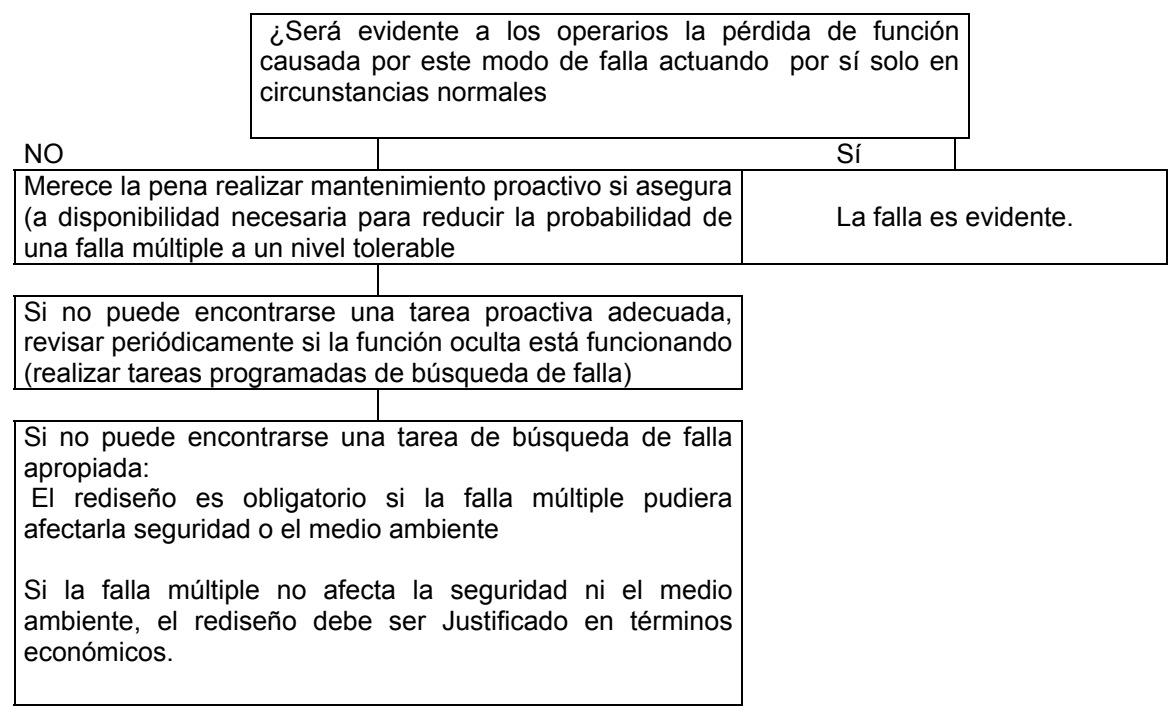 ¿Será evidente a los operarios la pérdida de función
causada por este modo de falla actuando por sí solo en
circunstancias normales
NO
Sí
Merece la pena realizar mantenimiento proactivo si asegura
(a disponibilidad necesaria para reducir la probabilidad de
una falla múltiple a un nivel tolerable
La falla es evidente.
Si no puede encontrarse una tarea proactiva adecuada,
revisar periódicamente si la función oculta está funcionando
(realizar tareas programadas de búsqueda de falla)
Si no puede encontrarse una tarea de búsqueda de falla
apropiada:
El rediseño es obligatorio si la falla múltiple pudiera
afectarla seguridad o el medio ambiente
Si la falla múltiple no afecta la seguridad ni el medio
ambiente, el rediseño debe ser Justificado en términos
económicos.